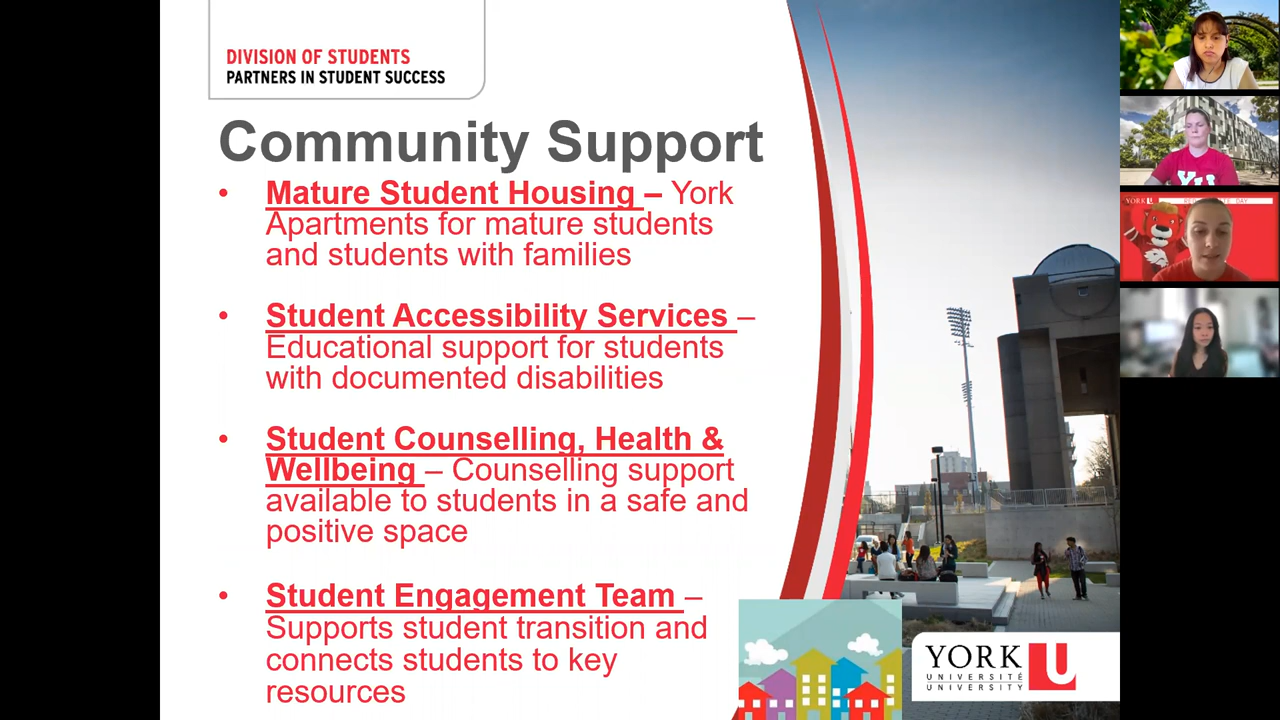 DIVISION OF STUDENTS
PARTNERS IN STUDENT SUCCESS
Community Support
• Mature Student Housing – York
Apartments for mature students
and students with families
• Student Accessibility Services –
Educational support for students
with documented disabilities
• Student Counselling, Health &
Wellbeing – Counselling support
available to students in a safe and
positive space
• Student Engagement Team –
Supports student transition and
connects students to key
resources
YORK U
UNIVERSITÉ
UNIVERSITY
YU
YORK U